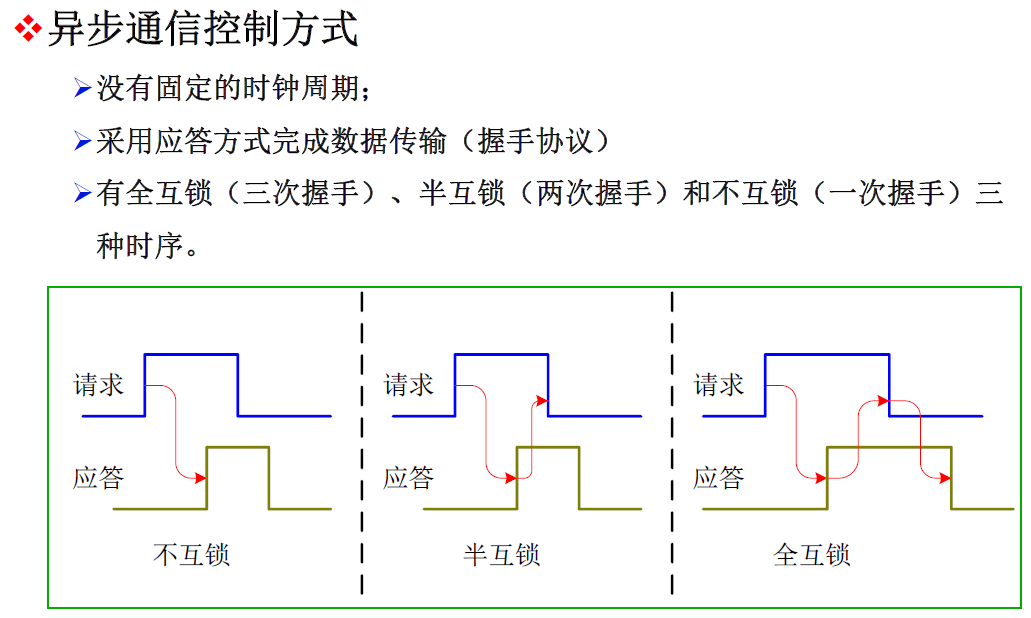 异步通信控制方式
没有固定的时钟周期；
采用应答方式完成数据传输（握手协议）
有全互锁（三次握手）、半互锁（两次握手）和不互锁（一次握手）三
种时序。
请求
应答
不互锁
请求
应答
半互锁
请求
应答
全互锁